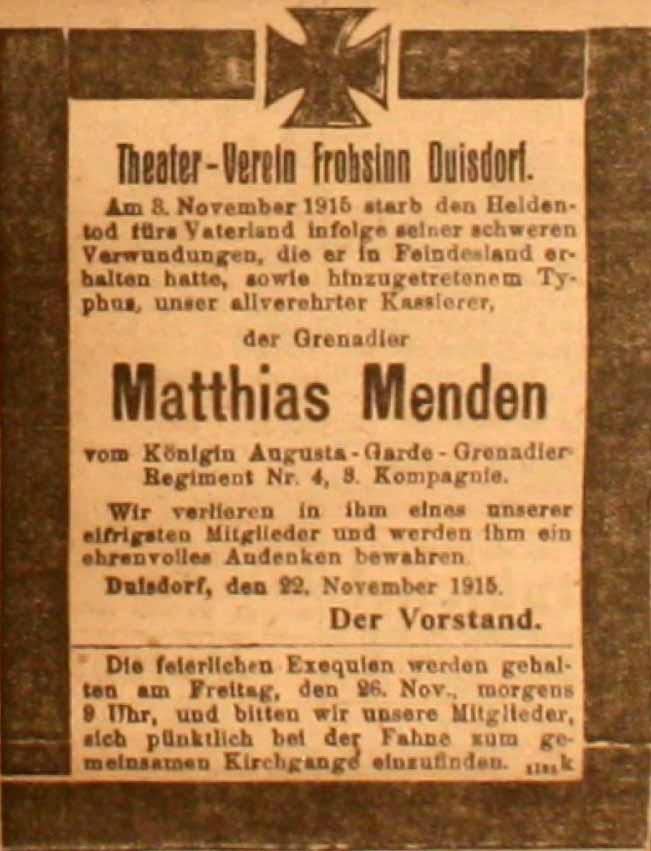 Theater-Verein Frohsinn Duisdorf.
Am 3. November 1915 starb den Helden-
tod fürs Vaterland infolge seiner schweren
Verwundungen, die er in Feindesland er-
halten hatte, sowie hinzugetretenem Ty-
phus, unser allverehrter Kassierer,
der Grenadier
Matthias Menden
vom Königin Augusta-Garde-Grenadier-
Regiment Nr. 4, 3. Kompagnie.
Wir verlieren in ihm eines unserer
eifrigsten Mitglieder und werden ihm ein
ehrenvolles Andenken bewahren
Duisdorf, den 22. November 1915.
Der Vorstand.
Die feierlichen Exequien werden gehal-
ten am Freitag, den 26. Nov., morgens
9 Uhr, und bitten wir unsere Mitglieder,
sich pünktlich bei der Fahne zum ge-
meinsamen Kirchgange einzufinden.